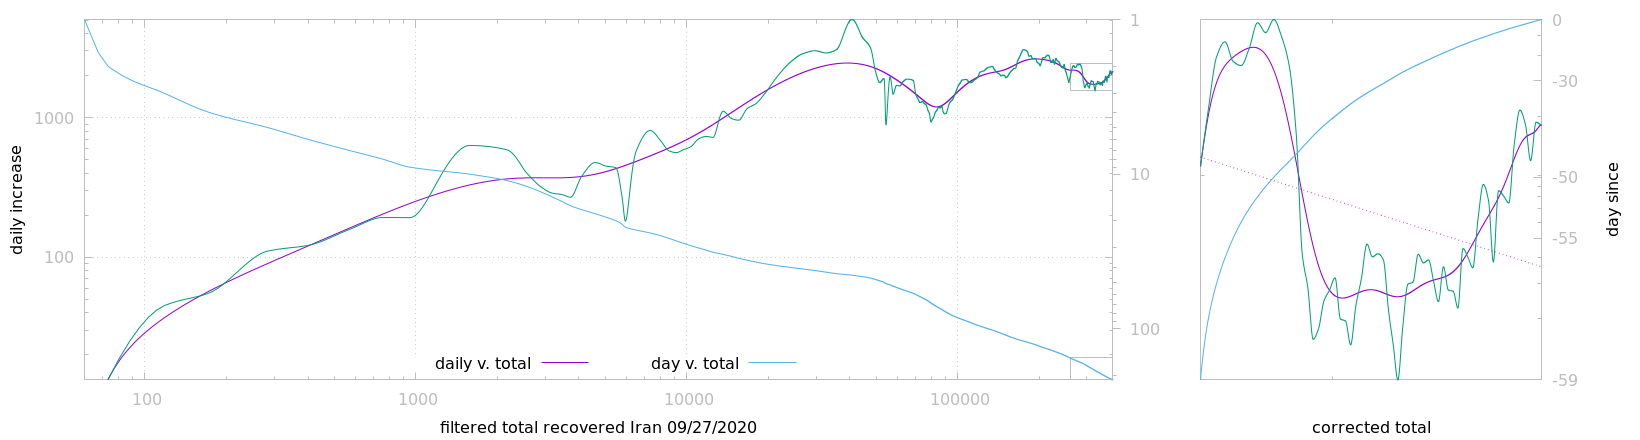 daily increase
1000
100
100
1000
10000
100000
1
10
100
daily v. total
day v. total
filtered total recovered Iran 09/27/2020
0
-30
-50
-55
-59
day since
corrected total